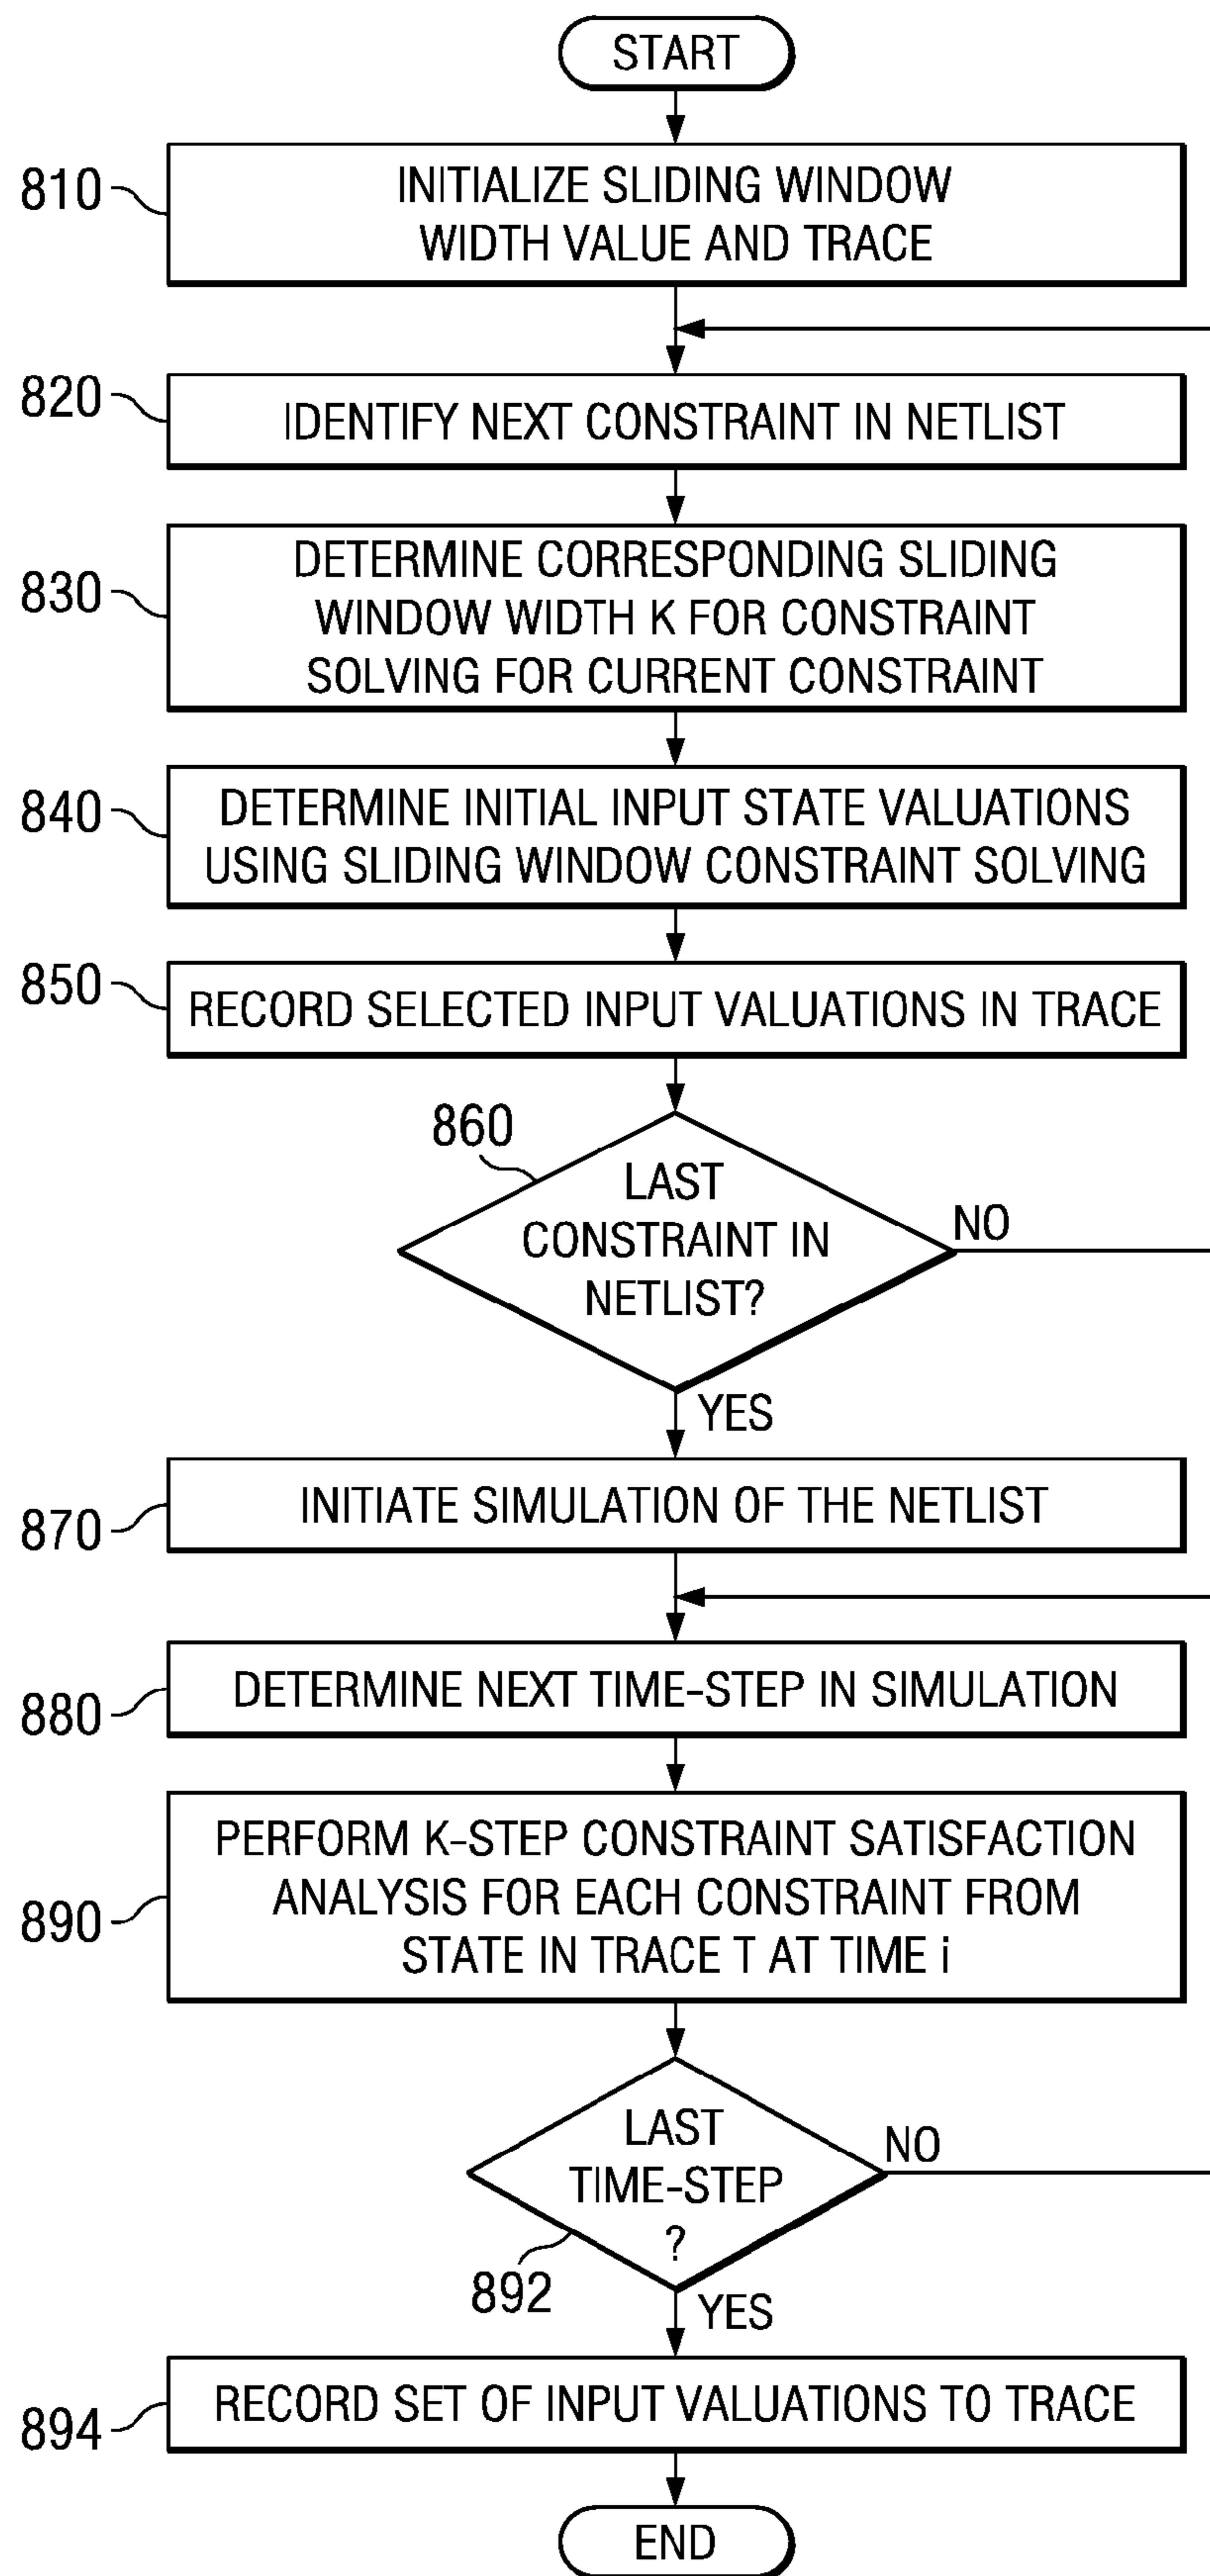 START
810
INITIALIZE SLIDING WINDOW
WIDTH VALUE AND TRACE
820
IDENTIFY NEXT CONSTRAINT IN NETLIST
830
DETERMINE CORRESPONDING SLIDING
WINDOW WIDTH K FOR CONSTRAINT
SOLVING FOR CURRENT CONSTRAINT
840
DETERMINE INITIAL INPUT STATE VALUATIONS
USING SLIDING WINDOW CONSTRAINT SOLVING
850
RECORD SELECTED INPUT VALUATIONS IN TRACE
860
LAST
CONSTRAINT IN
NETLIST?
NO
YES
870
INITIATE SIMULATION OF THE NETLIST
880
DETERMINE NEXT TIME-STEP IN SIMULATION
890
PERFORM K-STEP CONSTRAINT SATISFACTION
ANALYSIS FOR EACH CONSTRAINT FROM
STATE IN TRACE T AT TIME i
LAST
TIME-STEP
?
NO
892
YES
894
RECORD SET OF INPUT VALUATIONS TO TRACE
END